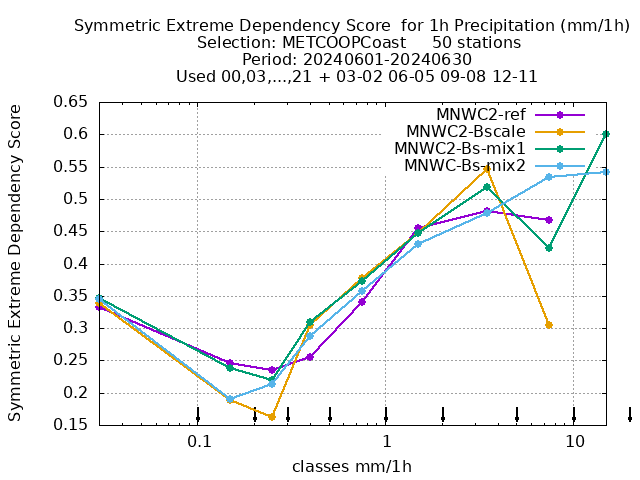 Symmetric Extreme Dependency Score  for 1h Precipitation (mm/1h)
Selection: METCOOPCoast     50 stations
Period: 20240601-20240630
Used 00,03,...,21 + 03-02 06-05 09-08 12-11
Symmetric Extreme Dependency Score
0.65
0.6
0.55
0.5
0.45
0.4
0.35
0.3
0.25
0.2
0.15
MNWC2-ref
MNWC2-Bscale
MNWC2-Bs-mix1
MNWC-Bs-mix2
0.1 1 10
classes mm/1h